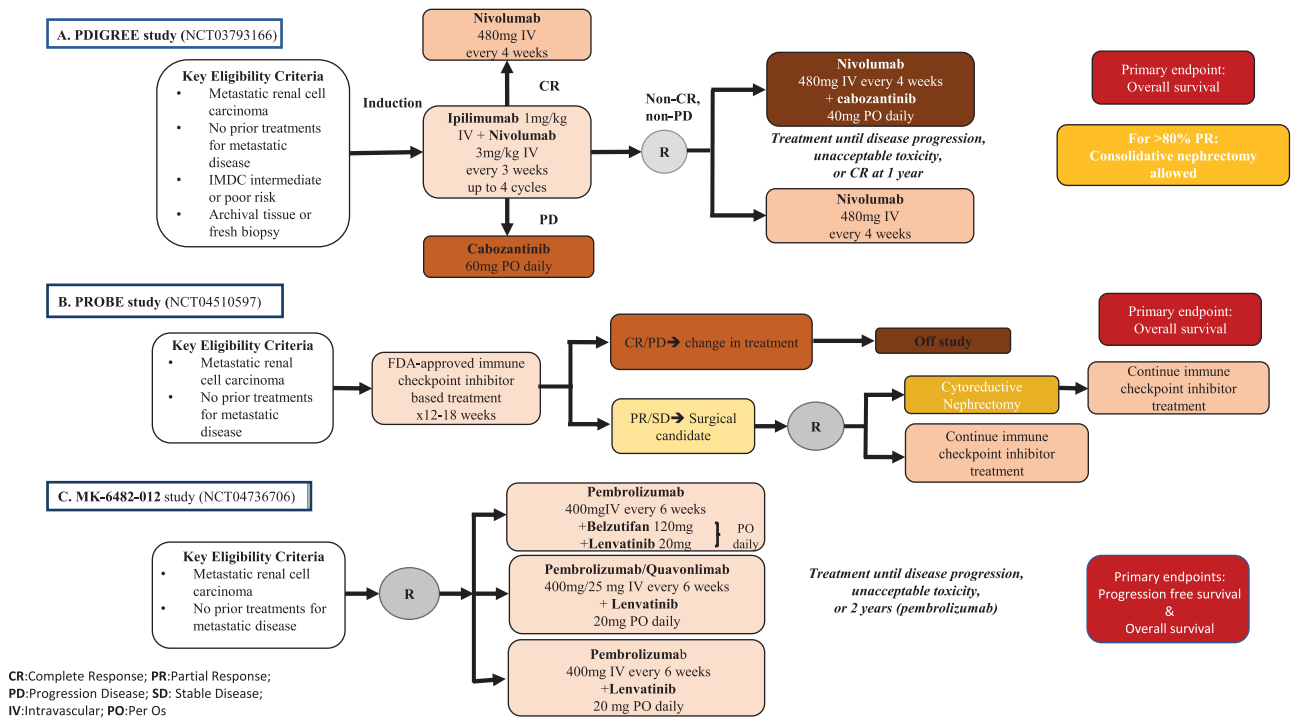 A. PDIGREE study (NCT03793166)
Key Eligibility Criteria
• Metastatic renal cell
carcinoma
• No prior treatments
for metastatic
disease
• IMDC intermediate
or poor risk
• Archival tissue or
fresh biopsy
Induction
Nivolumab
480mg IV
every 4 weeks
CR
Ipilimumab 1mg/kg
IV + Nivolumab
3mg/kg IV
every 3 weeks
up to 4 cycles
PD
Cabozantinib
60mg PO daily
Non-CR,
non-PD
R
Nivolumab
480mg IV every 4 weeks
+ cabozantinib
40mg PO daily
Treatment until disease progression,
unacceptable toxicity,
or CR at 1 year
Nivolumab
480mg IV
every 4 weeks
Primary endpoint:
Overall survival
For >80% PR:
Consolidative nephrectomy
allowed
B. PROBE study (NCT04510597)
Key Eligibility Criteria
• Metastatic renal
cell carcinoma
• No prior treatments
for metastatic
disease
FDA-approved immune
checkpoint inhibitor
based treatment
x12-18 weeks
CR/PD➔ change in treatment
Off study
PR/SD➔ Surgical
candidate
R
Cytoreductive
Nephrectomy
Continue immune
checkpoint inhibitor
treatment
Continue immune
checkpoint inhibitor
treatment
Primary endpoint:
Overall survival
C. MK-6482-012 study (NCT04736706)
Key Eligibility Criteria
• Metastatic renal cell
carcinoma
• No prior treatments for
metastatic disease
R
Pembrolizumab
400mgIV every 6 weeks
+Belzutifan 120mg
+Lenvatinib 20mg
} PO
daily
Pembrolizumab/Quavonlimab
400mg/25 mg IV every 6 weeks
+ Lenvatinib
20mg PO daily
Pembrolizumab
400mg IV every 6 weeks
+Lenvatinib
20 mg PO daily
Treatment until disease progression,
unacceptable toxicity,
or 2 years (pembrolizumab)
Primary endpoints:
Progression free survival
&
Overall survival
CR:Complete Response; PR:Partial Response;
PD:Progression Disease; SD: Stable Disease;
IV:Intravascular; PO:Per Os